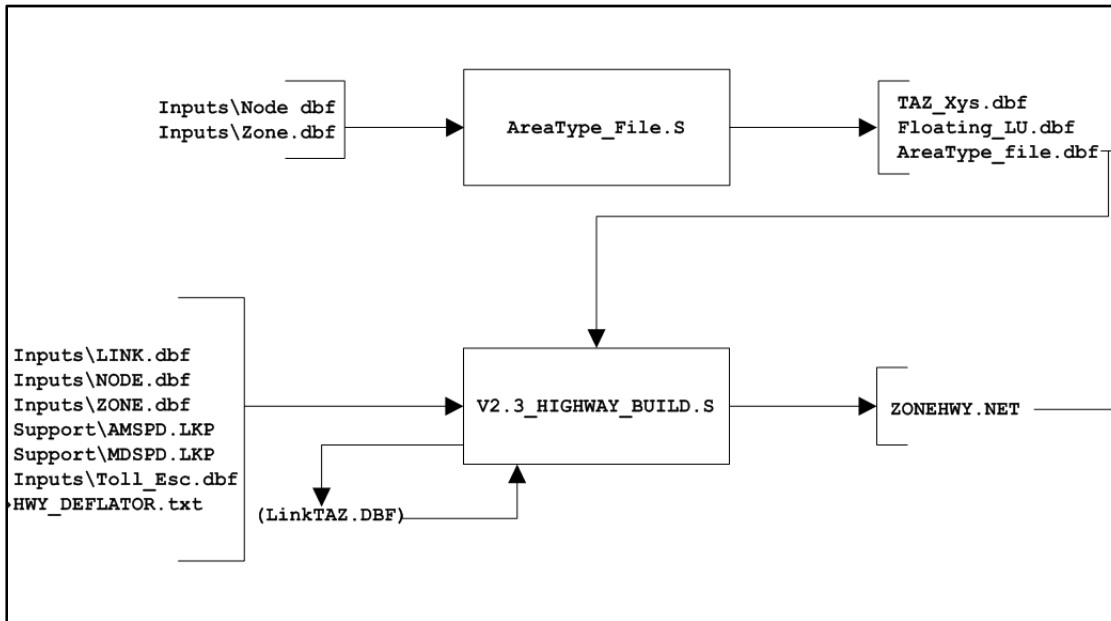 Inputs\Node dbf
Inputs\Zone.dbf
AreaType_File.S
TAZ_Xys.dbf
Floating_LU.dbf
AreaType_file.dbf
Inputs\LINK.dbf
Inputs\NODE.dbf
Inputs\ZONE.dbf
Support\AMSPD.LKP
Support\MDSPD.LKP
Inputs\Toll_Esc.dbf
HWY_DEFLATOR.txt
V2.3_HIGHWAY_BUILD.S
(LinkTAZ.DBF)
ZONEHWY.NET